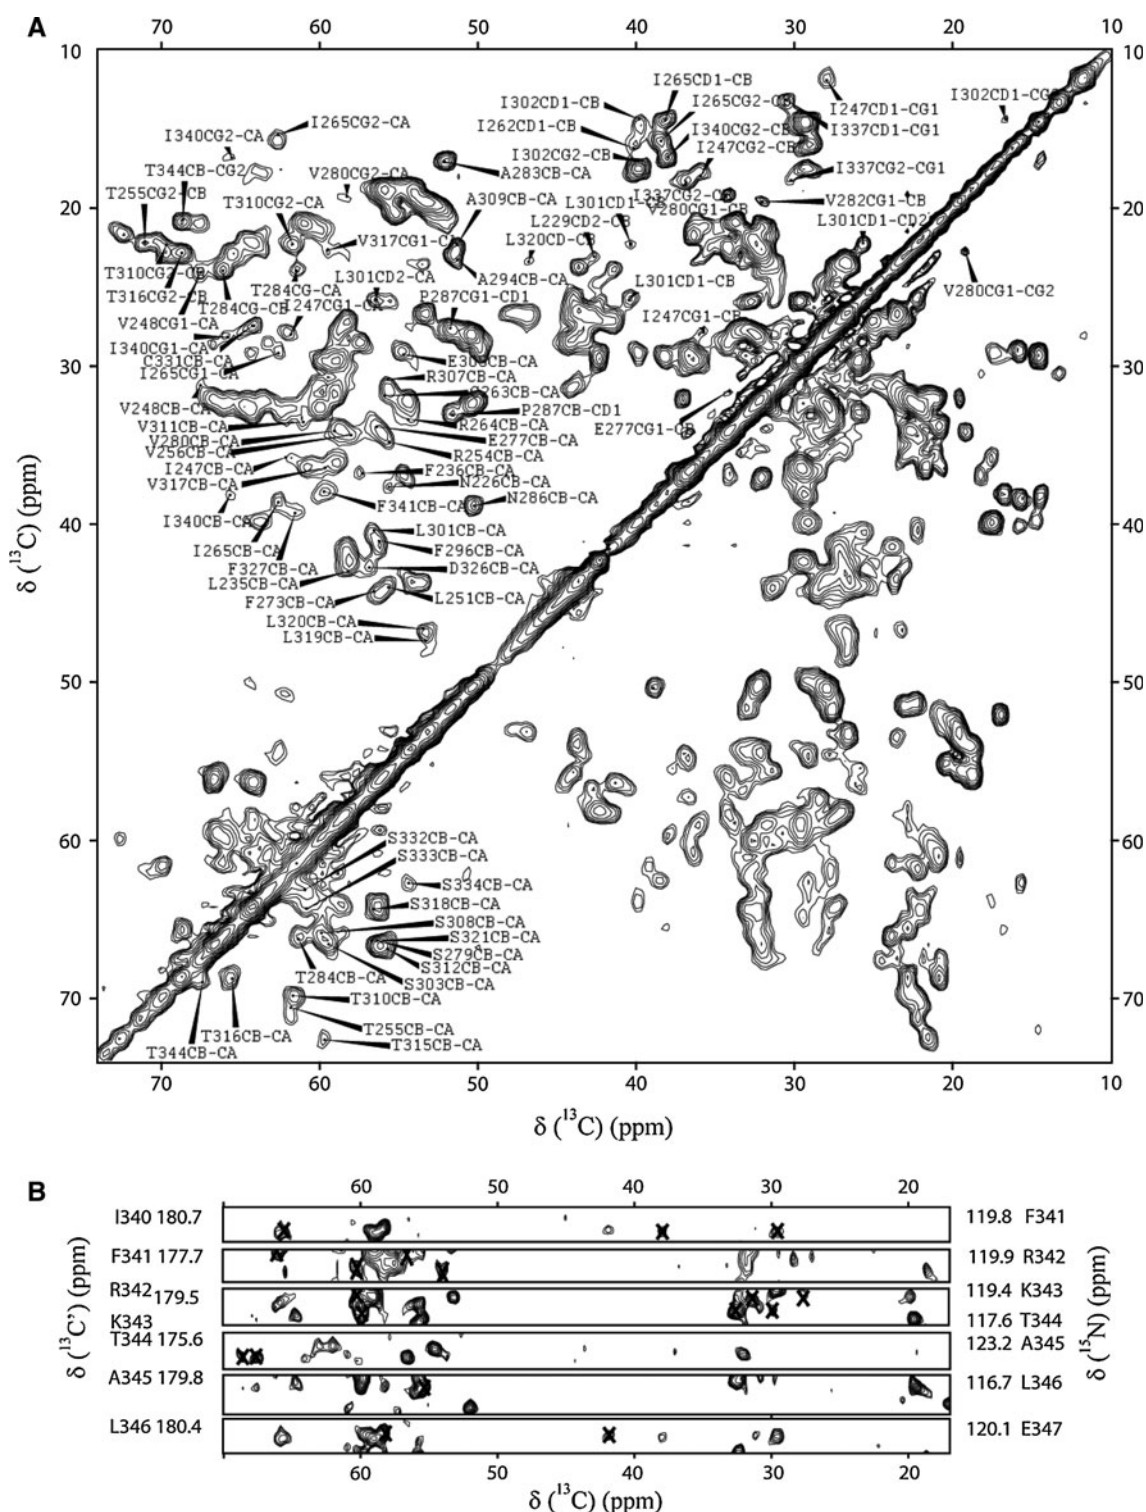 A
70 60 50 40 30 20 10
10 10
20 20
30 30
40 40
50 50
60 60
70 70
I265CD1-CB
I302CD1-CB
I265CG2-CB
I247CD1-CG1
I302CD1-CG2
I265CG2-CA
I262CD1-CB
I340CG2-CB
I337CD1-CG1
I340CG2-CA
T344CB-CG2
V280CG2-CA
I302CG2-CB
I247CG2-CB
A283CB-CA
I337CG2-CG1
T255CG2-CB
T310CG2-CA
A309CB-CA
I337CG2-CA
L301CD1-CB
V280CG1-CB
V282CG1-CB
L229CD2-CB
L301CD1-CD2
V317CG1-CA
L320CD-CB
T310CG2-CB
L301CD2-CA
A294CB-CA
L301CD1-CB
T316CG2-CB
T284CG-CA
T284CG-CB
I247CG1-CA
P287CG1-CD1
V280CG1-CG2
V248CG1-CA
I247CG1-CB
I340CG1-CA
C331CB-CA
I265CG1-CA
R307CB-CA
V248CB-CA
P287CB-CD1
V311CB-CA
R264CB-CA
V280CB-CA
E277CB-CA
E277CG1-CB
V256CB-CA
R254CB-CA
I247CB-CA
F236CB-CA
V317CB-CA
N226CB-CA
F341CB-CA
N286CB-CA
I340CB-CA
L301CB-CA
I265CB-CA
F296CB-CA
F327CB-CA
D326CB-CA
L235CB-CA
F273CB-CA
L251CB-CA
L320CB-CA
L319CB-CA
S332CB-CA
S333CB-CA
S334CB-CA
S318CB-CA
S308CB-CA
S321CB-CA
S279CB-CA
S312CB-CA
T284CB-CA
S303CB-CA
T310CB-CA
T316CB-CA
T255CB-CA
T344CB-CA
T315CB-CA
δ (13C) (ppm)
70 60 50 40 30 20 10
δ (13C) (ppm)
B
60 50 40 30 20
I340 180.7 119.8 F341
F341 177.7 119.9 R342
R342 179.5 119.4 K343
K343 117.6 T344
T344 175.6 123.2 A345
A345 179.8 116.7 L346
L346 180.4 120.1 E347
δ (13C') (ppm)
δ (15N) (ppm)
60 50 40 30 20
δ (13C) (ppm)